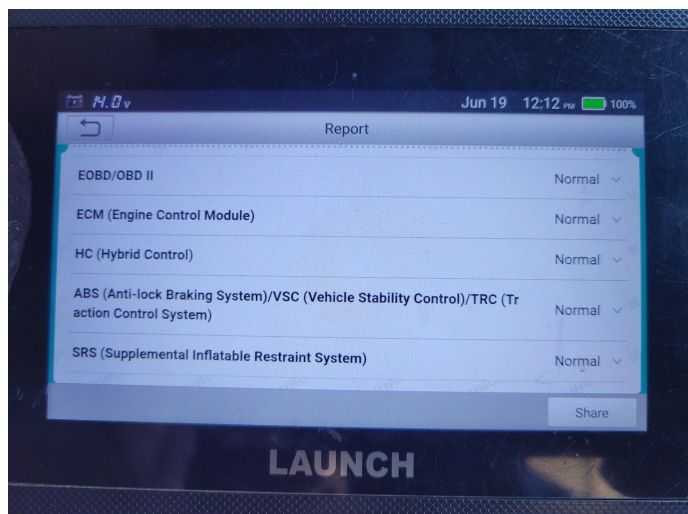 14.0 v
Jun 19 12:12 PM 100%
Report
EOBD/OBD II Normal
ECM (Engine Control Module) Normal
HC (Hybrid Control) Normal
ABS (Anti-lock Braking System)/VSC (Vehicle Stability Control)/TRC (Tr
action Control System) Normal
SRS (Supplemental Inflatable Restraint System) Normal
Share
LAUNCH